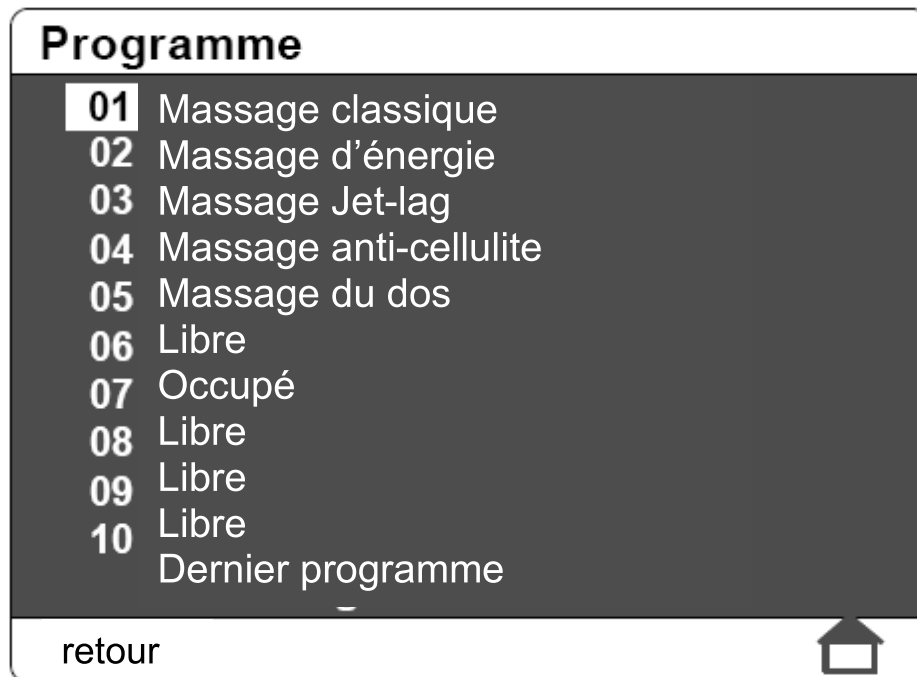 Programme
01 Massage classique
02 Massage d’énergie
03 Massage Jet-lag
04 Massage anti-cellulite
05 Massage du dos
06 Libre
07 Occupé
08 Libre
09 Libre
10 Libre
Dernier programme
retour